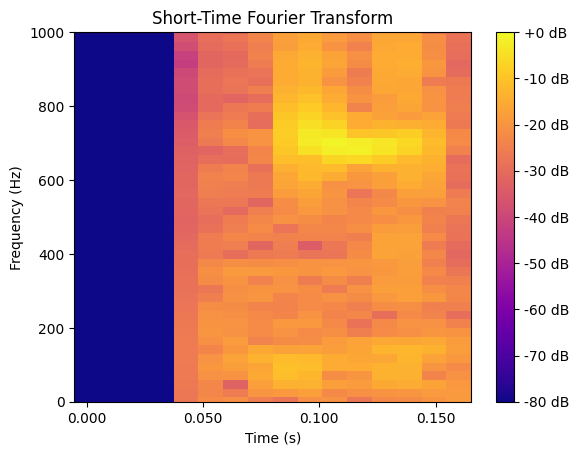 Short-Time Fourier Transform
1000
800
600
400
200
0
Frequency (Hz)
0.000
0.050
0.100
0.150
Time (s)
+0 dB
-10 dB
-20 dB
-30 dB
-40 dB
-50 dB
-60 dB
-70 dB
-80 dB